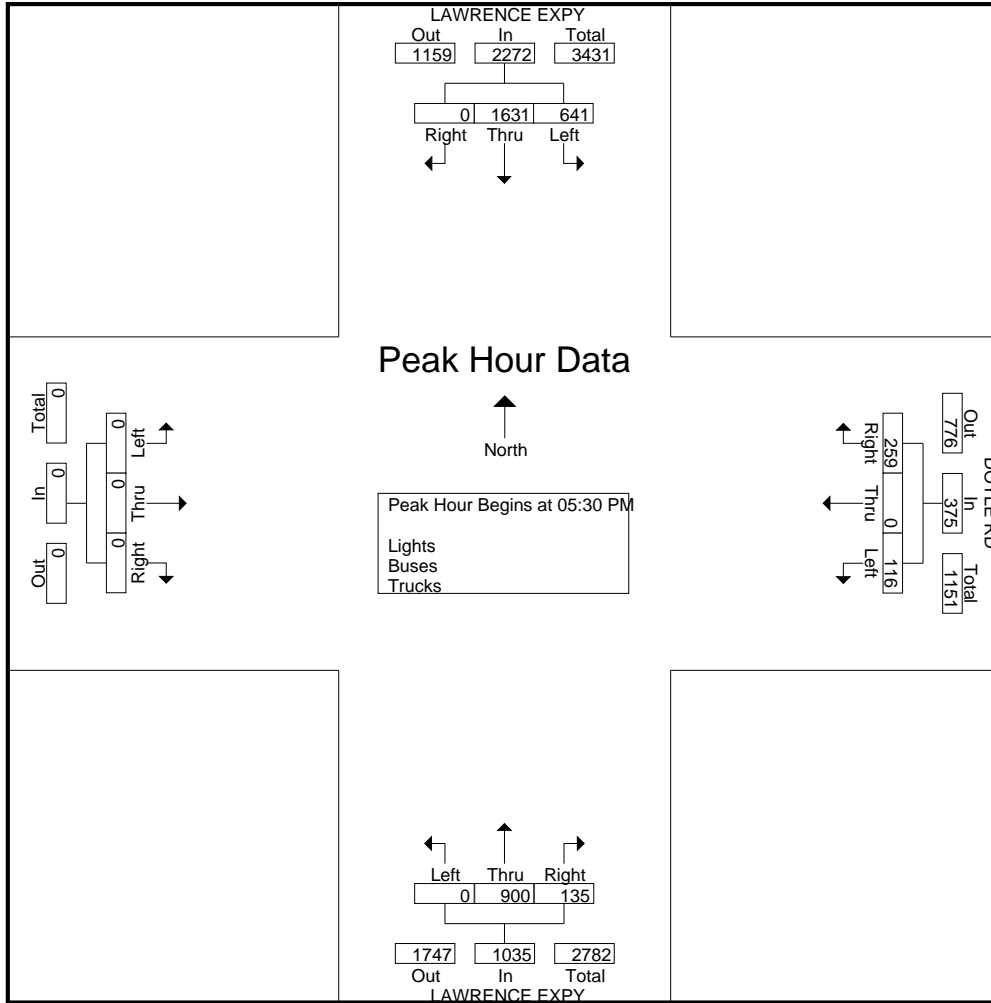 LAWRENCE EXPY
Out In Total
1159 2272 3431
0 1631 641
Right Thru Left
Peak Hour Data
North
Peak Hour Begins at 05:30 PM
Lights
Buses
Trucks
Total In Out
0 0 0
0 0 0
Left Thru Right
Out In Total
776 375 1151
259 0 116
Right Thru Left
Left Thru Right
0 900 135
1747 1035 2782
Out In Total
LAWRENCE EXPY